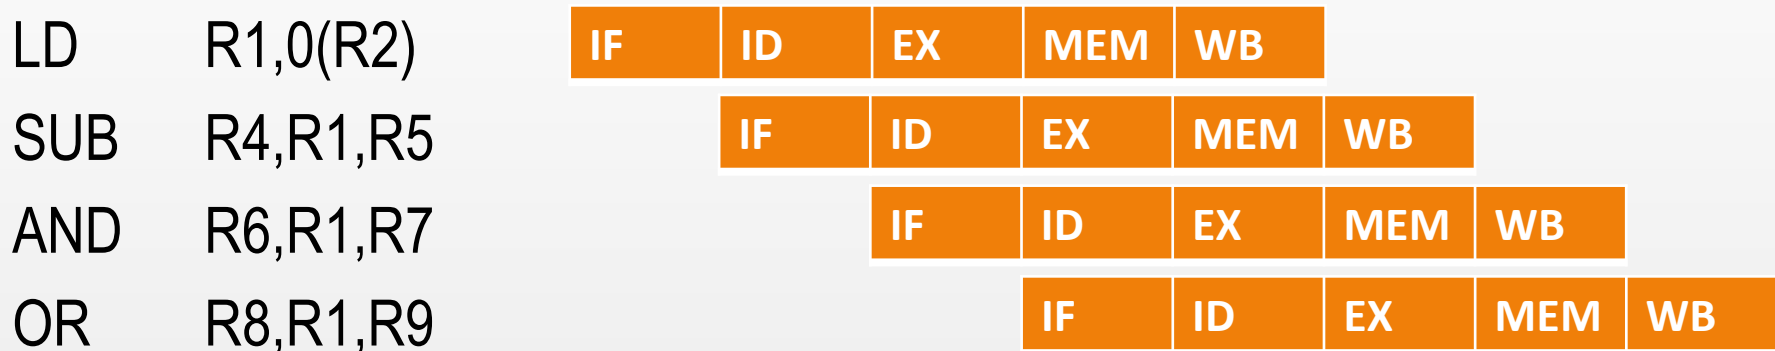 LD R1,0(R2) IF ID EX MEM WB
SUB R4,R1,R5 IF ID EX MEM WB
AND R6,R1,R7 IF ID EX MEM WB
OR R8,R1,R9 IF ID EX MEM WB